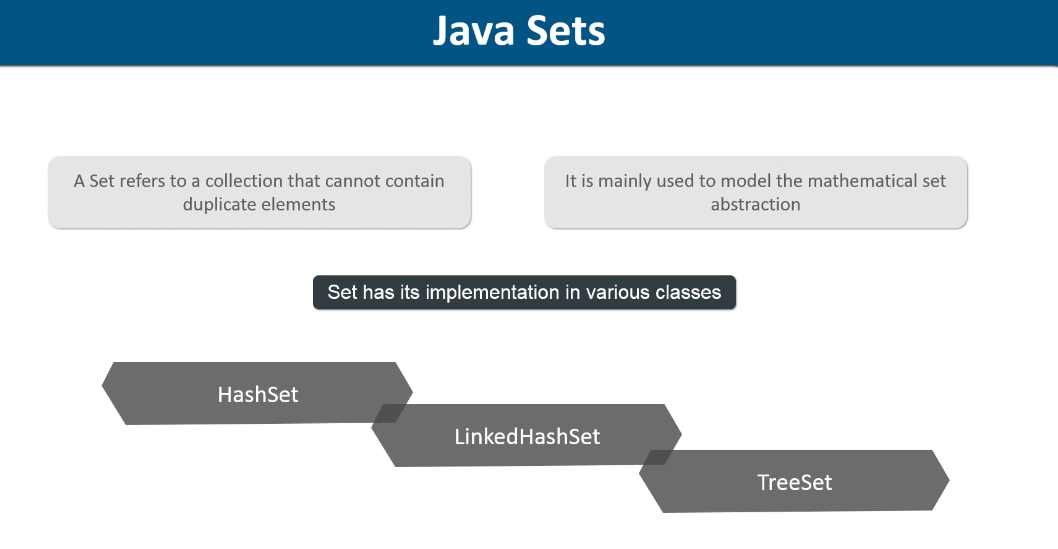 Java Sets
A Set refers to a collection that cannot contain
duplicate elements
It is mainly used to model the mathematical set
abstraction
Set has its implementation in various classes
HashSet
LinkedHashSet
TreeSet